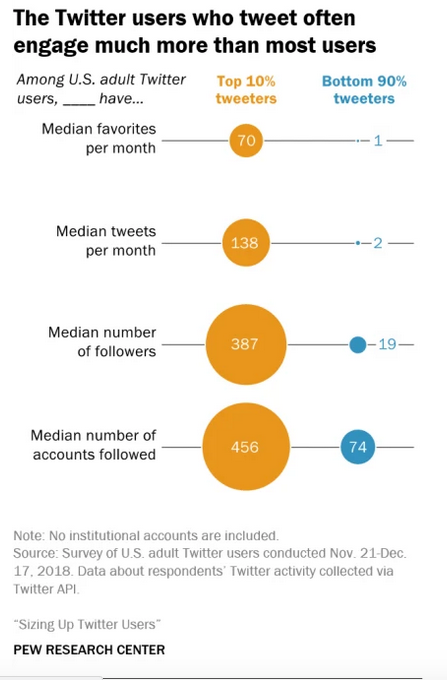 The Twitter users who tweet often
engage much more than most users
Among U.S. adult Twitter
users, ____ have...
Top 10%
tweeters
Bottom 90%
tweeters
Median favorites
per month
70
1
Median tweets
per month
138
2
Median number
of followers
387
19
Median number of
accounts followed
456
74
Note: No institutional accounts are included.
Source: Survey of U.S. adult Twitter users conducted Nov. 21-Dec.
17, 2018. Data about respondents’ Twitter activity collected via
Twitter API.
“Sizing Up Twitter Users”
PEW RESEARCH CENTER